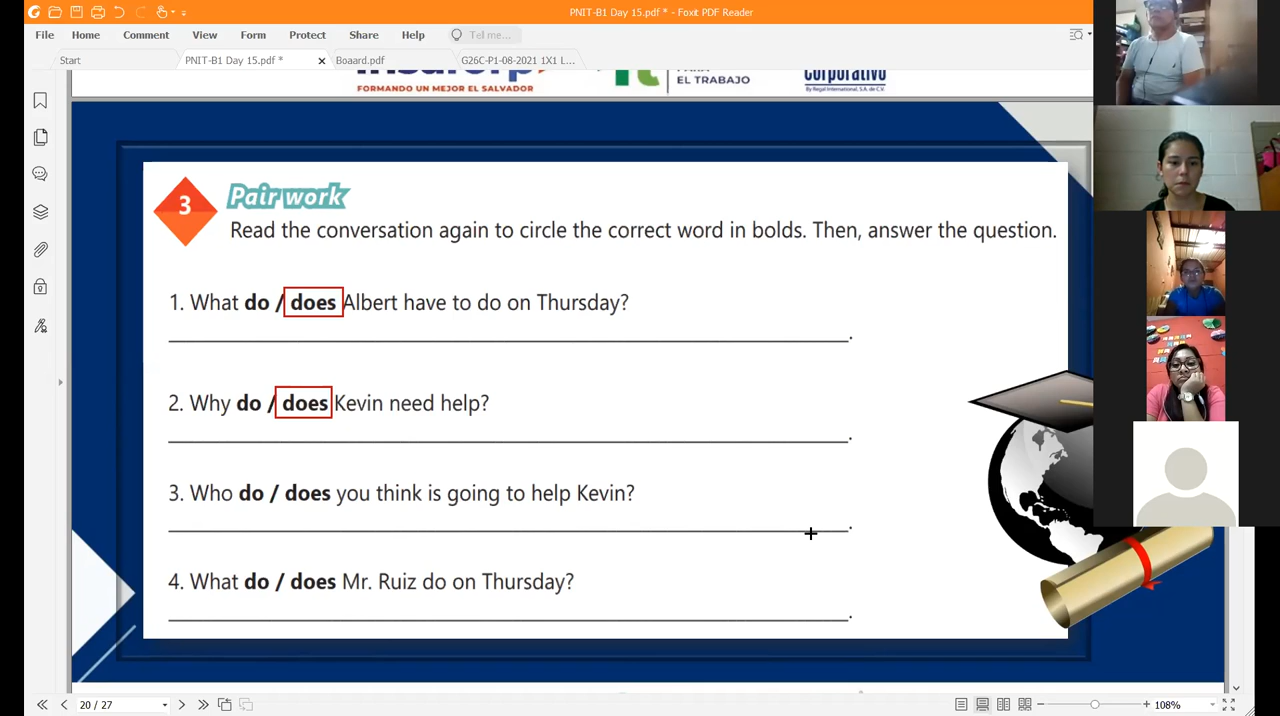 PNIT-B1 Day 15.pdf * - Foxit PDF Reader
File Home Comment View Form Protect Share Help Tell me...
Start PNIT-B1 Day 15.pdf * Boaard.pdf G26C-P1-08-2021 1X1 L...
PARA
EL TRABAJO
Corporativo
FORMANDO UN MEJOR EL SALVADOR
By Regal International, S.A. de C.V.
3
Pair work
Read the conversation again to circle the correct word in bolds. Then, answer the question.
1. What do / does Albert have to do on Thursday?
2. Why do / does Kevin need help?
3. Who do / does you think is going to help Kevin?
4. What do / does Mr. Ruiz do on Thursday?
20 / 27
108%